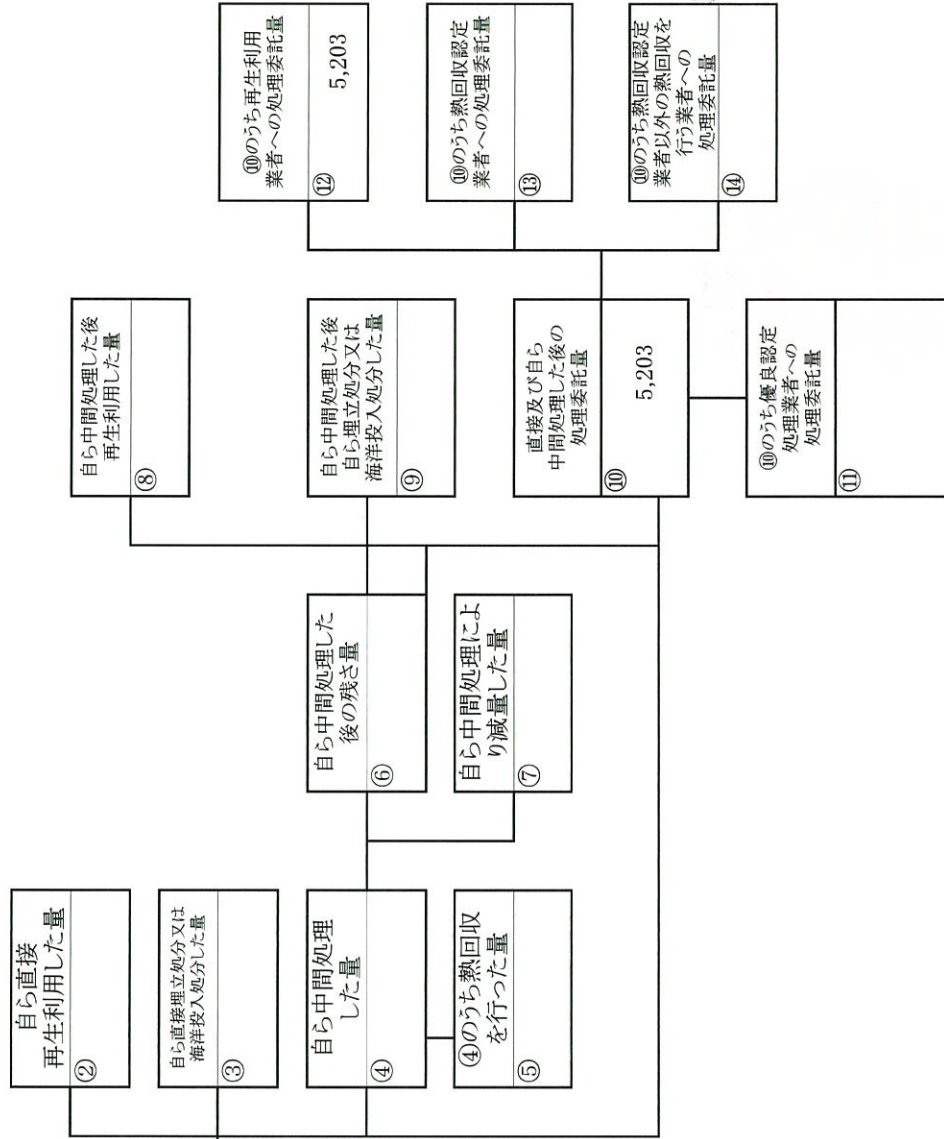 自ら直接
再生利用した量
②
自ら直接埋立処分又は
海洋投入処分した量
③
自ら中間処理
した量
④
④のうち熱回収
を行った量
⑤
自ら中間処理した
後の残さ量
⑥
自ら中間処理によ
り減量した量
⑦
自ら中間処理した後
再生利用した量
⑧
自ら中間処理した後
自ら埋立処分又は
海洋投入処分した量
⑨
直接及び自ら
中間処理した後の
処理委託量
⑩
5,203
⑩のうち優良認定
処理業者への
処理委託量
⑪
⑩のうち再生利用
業者への処理委託量
⑫
5,203
⑩のうち熱回収認定
業者への処理委託量
⑬
⑩のうち熱回収認定
業者以外の熱回収を
行う業者への
処理委託量
⑭